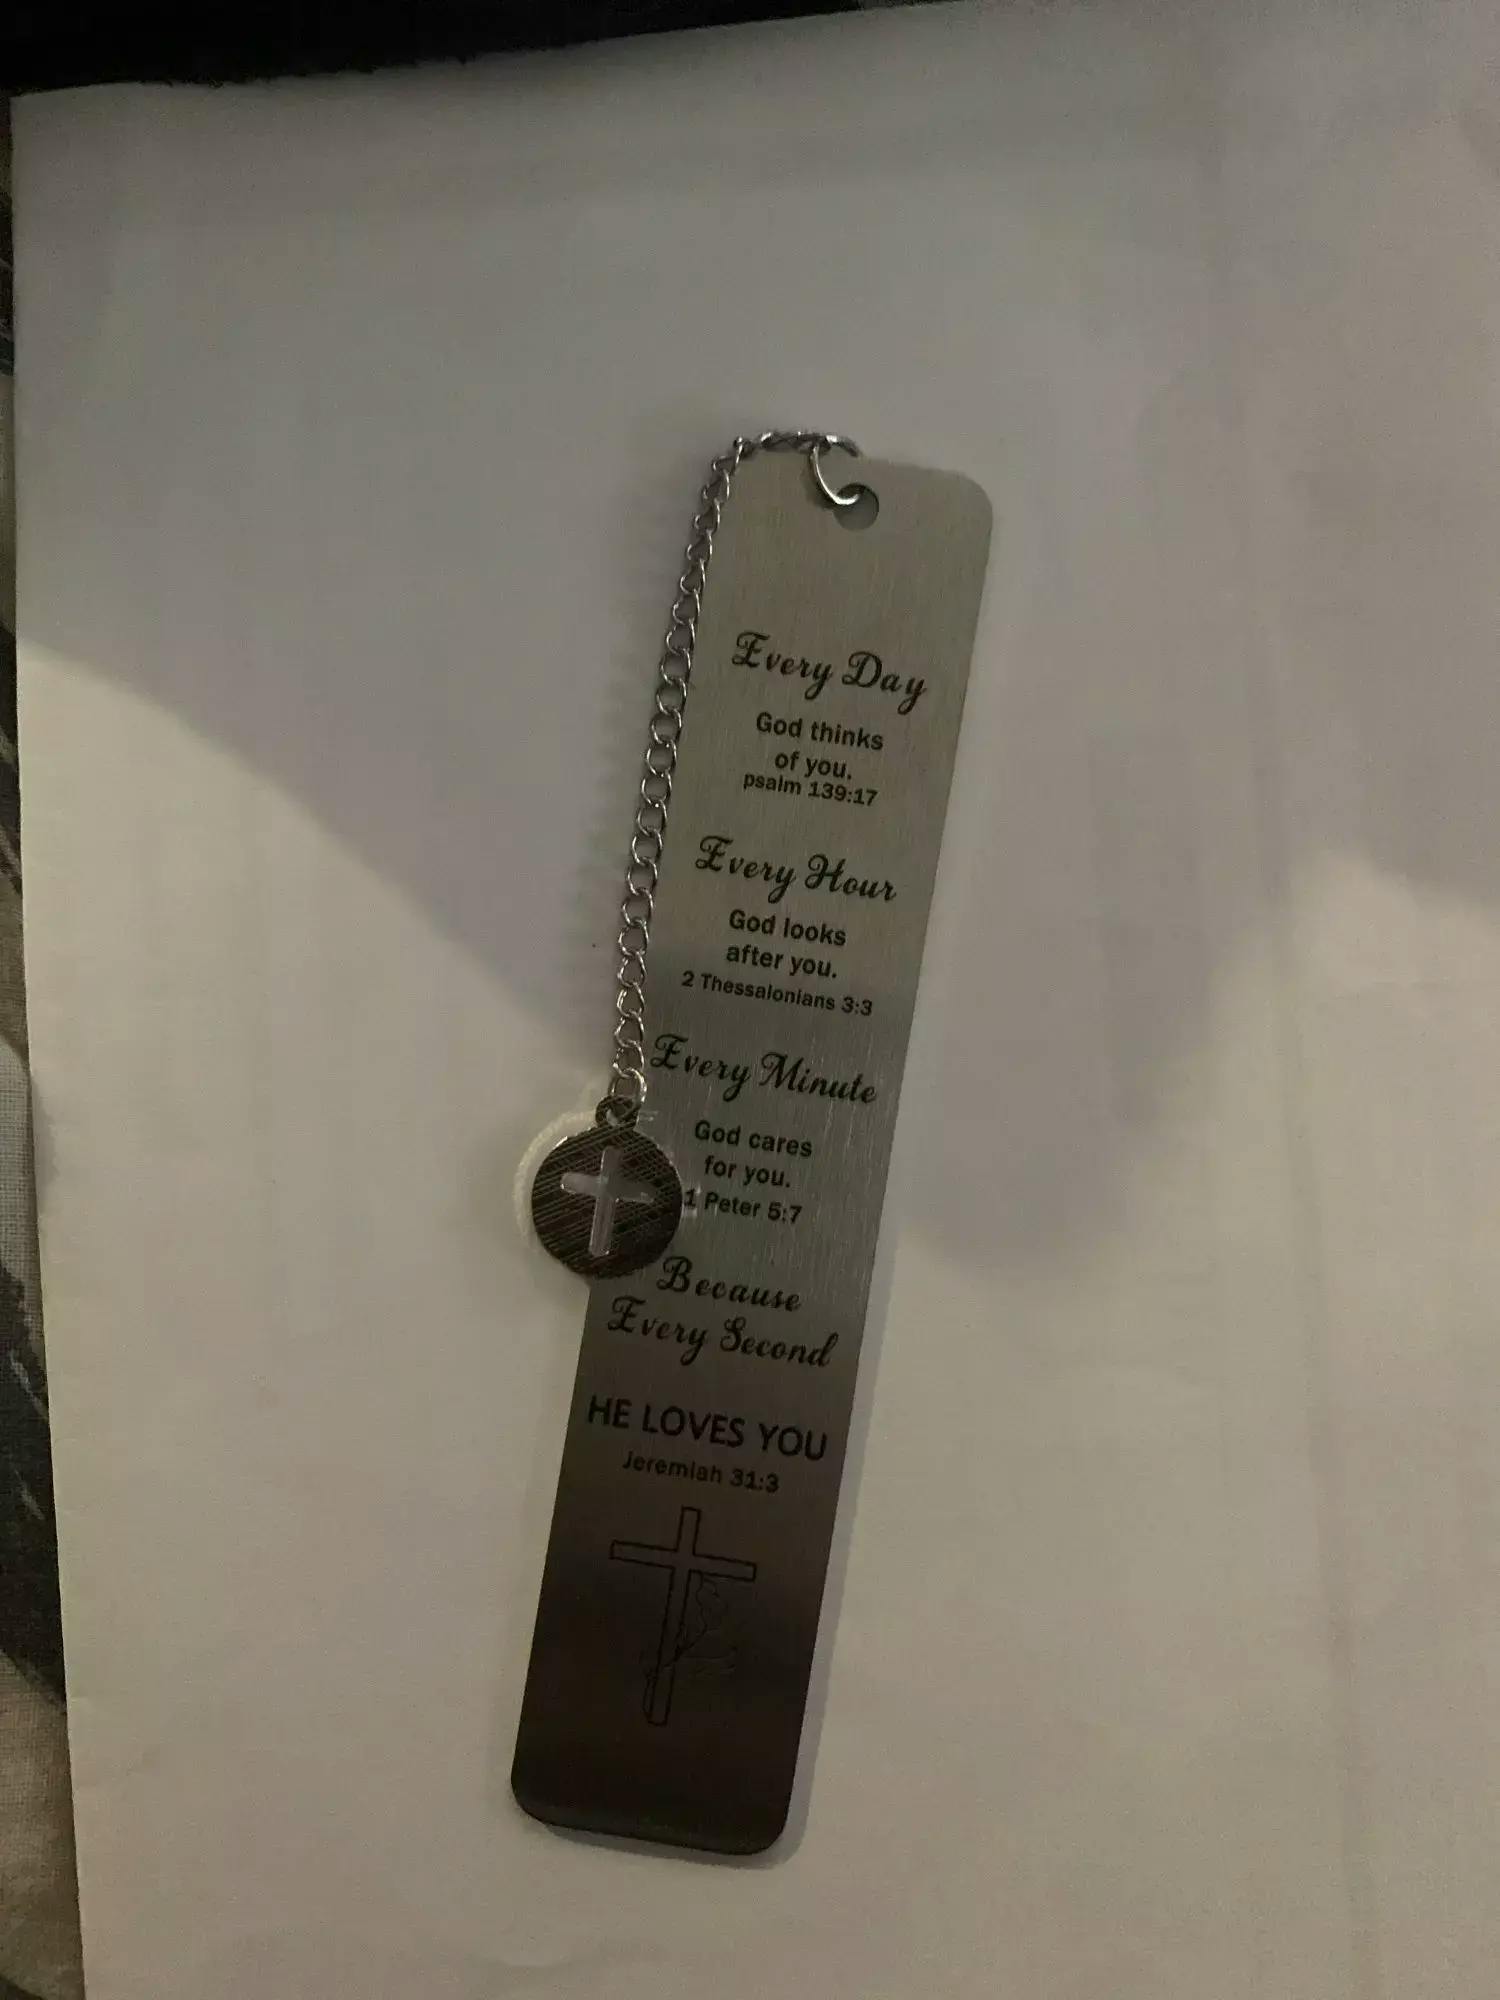 Every Day
God thinks
of you.
psalm 139:17
Every Hour
God looks
after you.
2 Thessalonians 3:3
Every Minute
God cares
for you.
1 Peter 5:7
Because
Every Second
HE LOVES YOU
Jeremiah 31:3